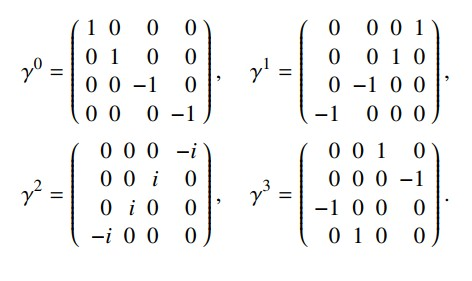 γ⁰ = ( 1 0 0 0 ) , γ¹ = ( 0 0 0 1 ) ,
( 0 1 0 0 ) ( 0 0 1 0 )
( 0 0 −1 0 ) ( 0 −1 0 0 )
( 0 0 0 −1 ) ( −1 0 0 0 )
γ² = ( 0 0 0 −i ) , γ³ = ( 0 0 1 0 ) .
( 0 0 i 0 ) ( 0 0 0 −1 )
( 0 i 0 0 ) ( −1 0 0 0 )
( −i 0 0 0 ) ( 0 1 0 0 )